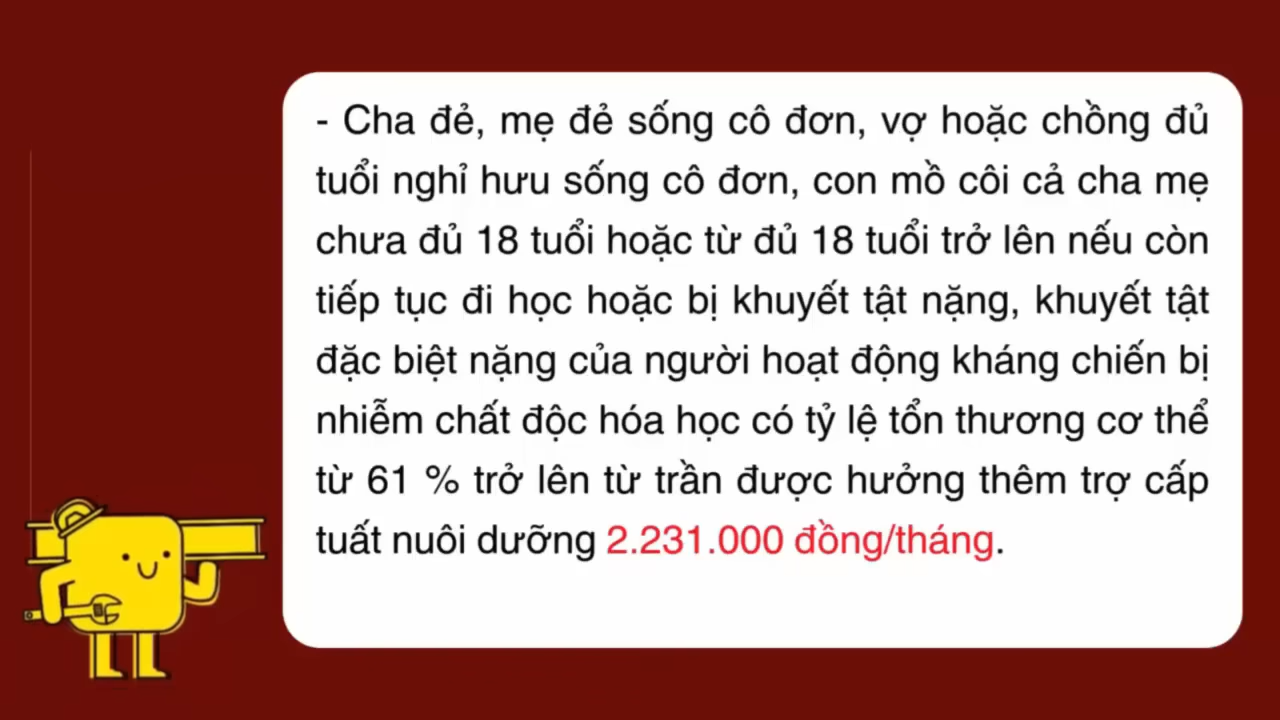 - Cha đẻ, mẹ đẻ sống cô đơn, vợ hoặc chồng đủ
tuổi nghỉ hưu sống cô đơn, con mồ côi cả cha mẹ
chưa đủ 18 tuổi hoặc từ đủ 18 tuổi trở lên nếu còn
tiếp tục đi học hoặc bị khuyết tật nặng, khuyết tật
đặc biệt nặng của người hoạt động kháng chiến bị
nhiễm chất độc hóa học có tỷ lệ tổn thương cơ thể
từ 61 % trở lên từ trần được hưởng thêm trợ cấp
tuất nuôi dưỡng 2.231.000 đồng/tháng.